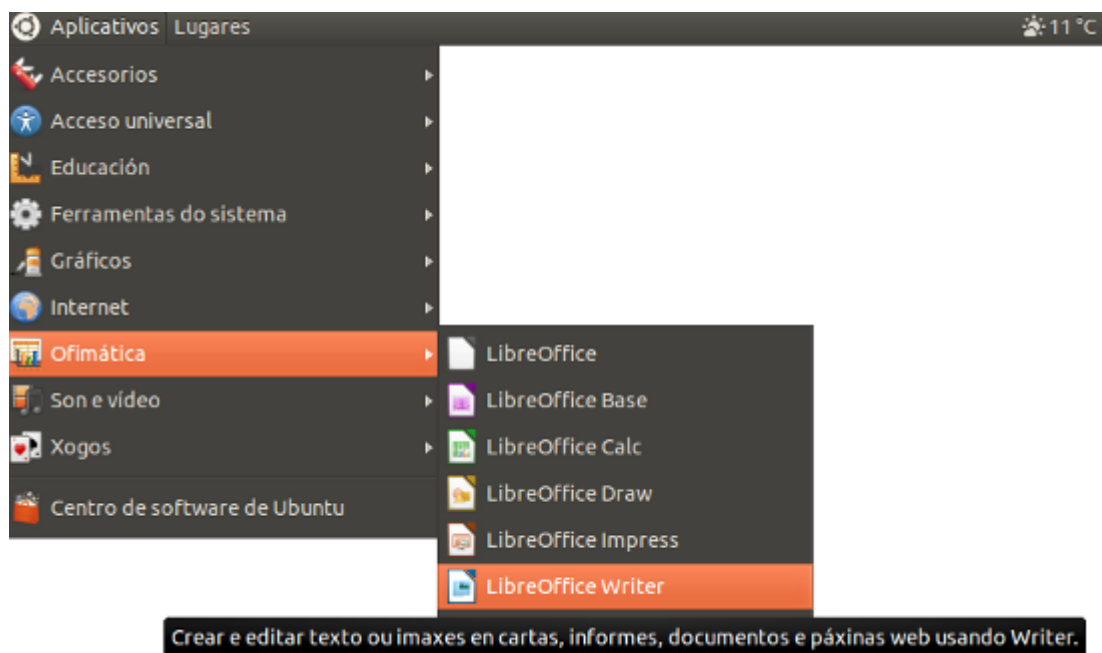 Aplicativos Lugares 11 °C
Accesorios
Acceso universal
Educación
Ferramentas do sistema
Gráficos
Internet
Ofimática
Son e vídeo
Xogos
Centro de software de Ubuntu
LibreOffice
LibreOffice Base
LibreOffice Calc
LibreOffice Draw
LibreOffice Impress
LibreOffice Writer
Crear e editar texto ou imaxes en cartas, informes, documentos e páxinas web usando Writer.